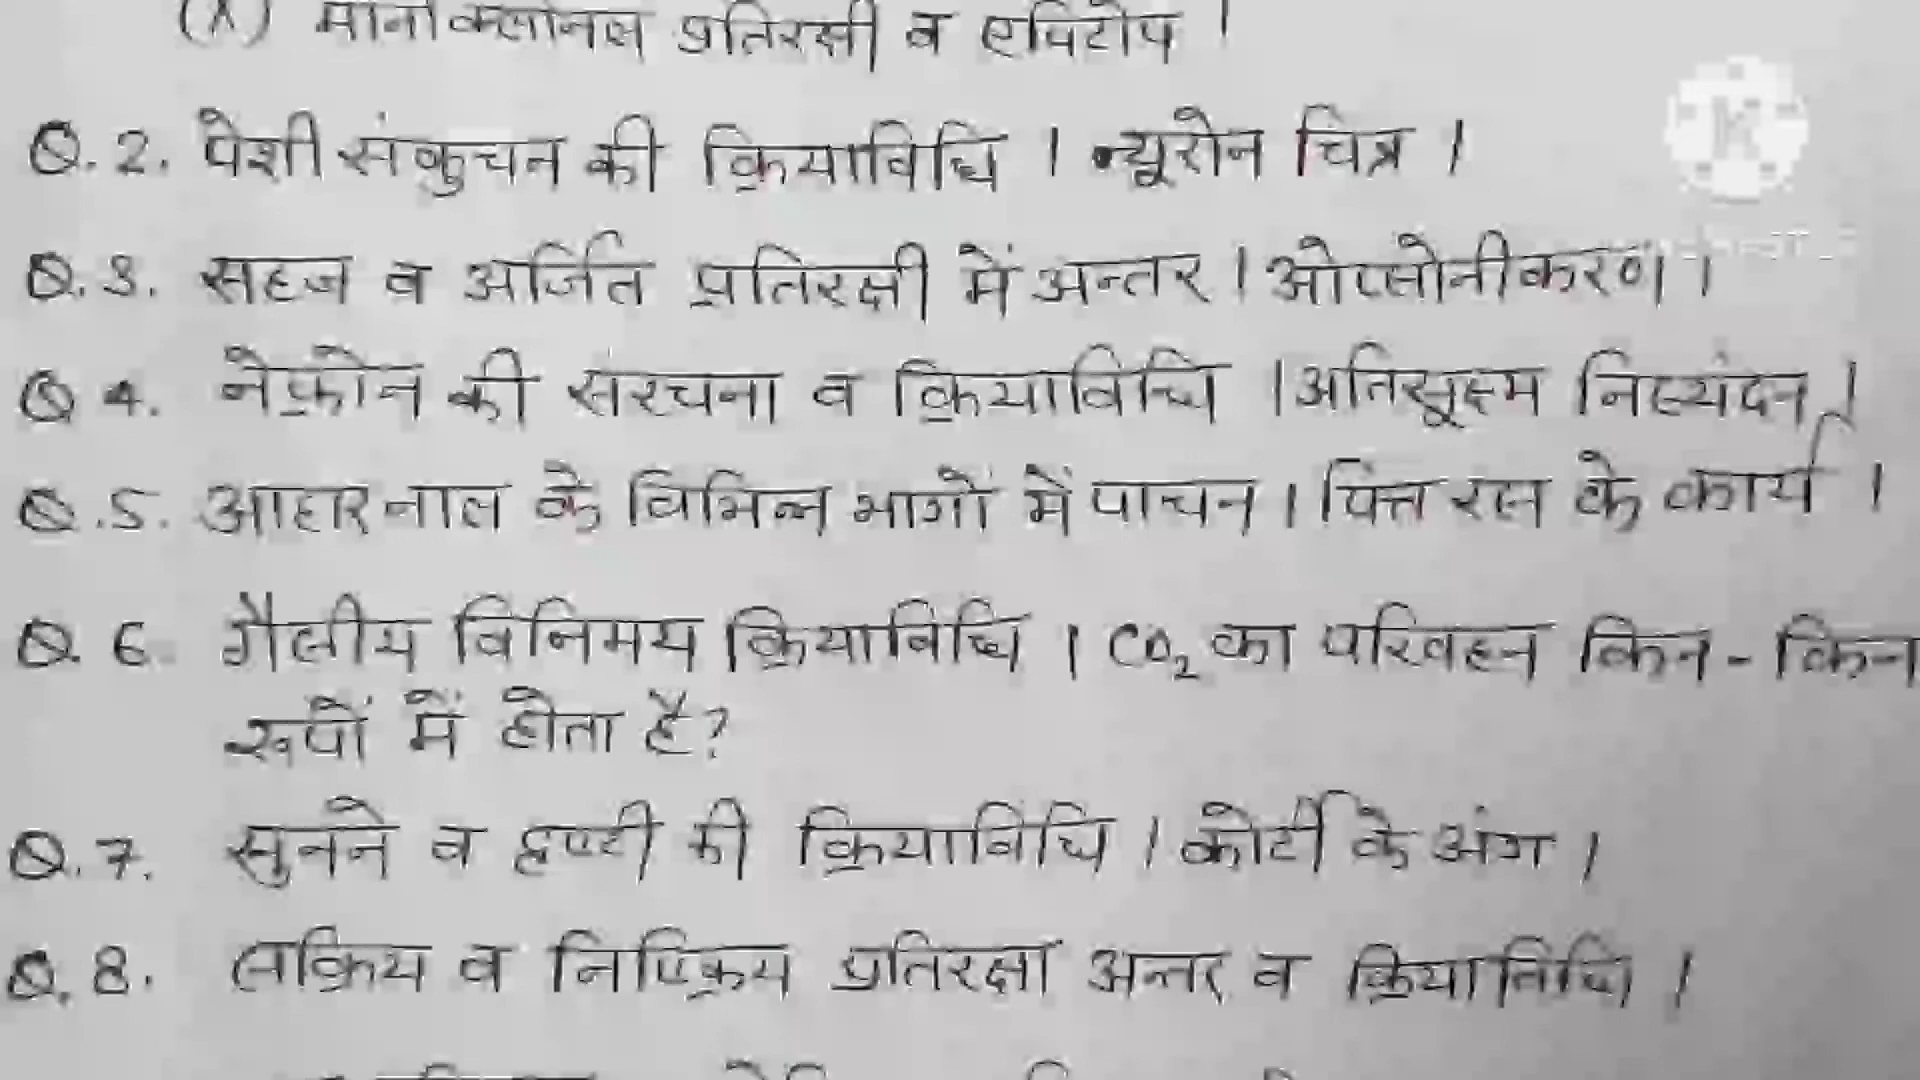 (X) मोनोक्लोनल प्रतिरक्षी व एपिटोप ।
Q.2. पेशी संकुचन की क्रियाविधि । न्यूरोन चित्र ।
Q.3. सहज व अर्जित प्रतिरक्षी में अन्तर । ओप्सोनीकरण ।
Q 4. नेफ्रोन की संरचना व क्रियाविधि । अतिसूक्ष्म निस्यंदन ।
Q.5. आहारनाल के विभिन्न भागों में पाचन । पित्त रस के कार्य ।
Q. 6. गैसीय विनिमय क्रियाविधि । CO₂ का परिवहन किन - किन
रूपों में होता है?
Q.7. सुनने व दृष्टी की क्रियाविधि । कोर्टी के अंग ।
Q.8. सक्रिय व निष्क्रिय प्रतिरक्षा अन्तर व क्रियाविधि ।